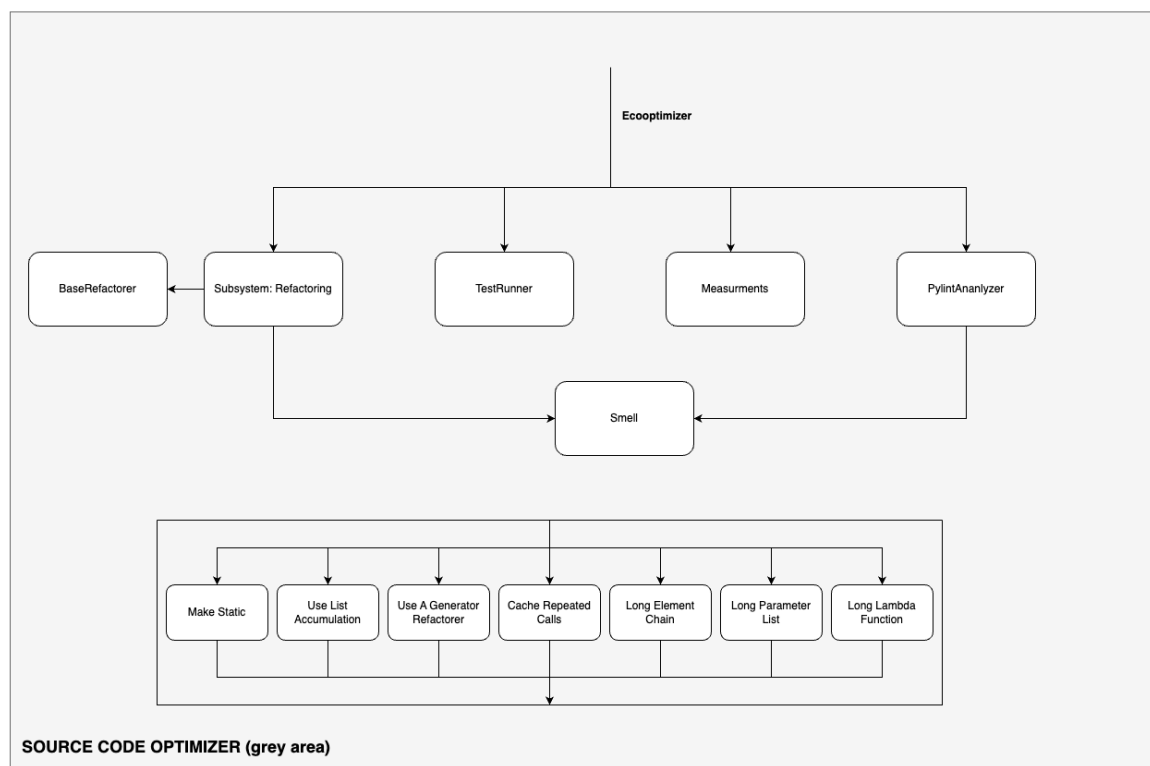 Ecooptimizer
BaseRefactorer
Subsystem: Refactoring
TestRunner
Measurments
PylintAnanlyzer
Smell
Make Static
Use List
Accumulation
Use A Generator
Refactorer
Cache Repeated
Calls
Long Element
Chain
Long Parameter
List
Long Lambda
Function
SOURCE CODE OPTIMIZER (grey area)